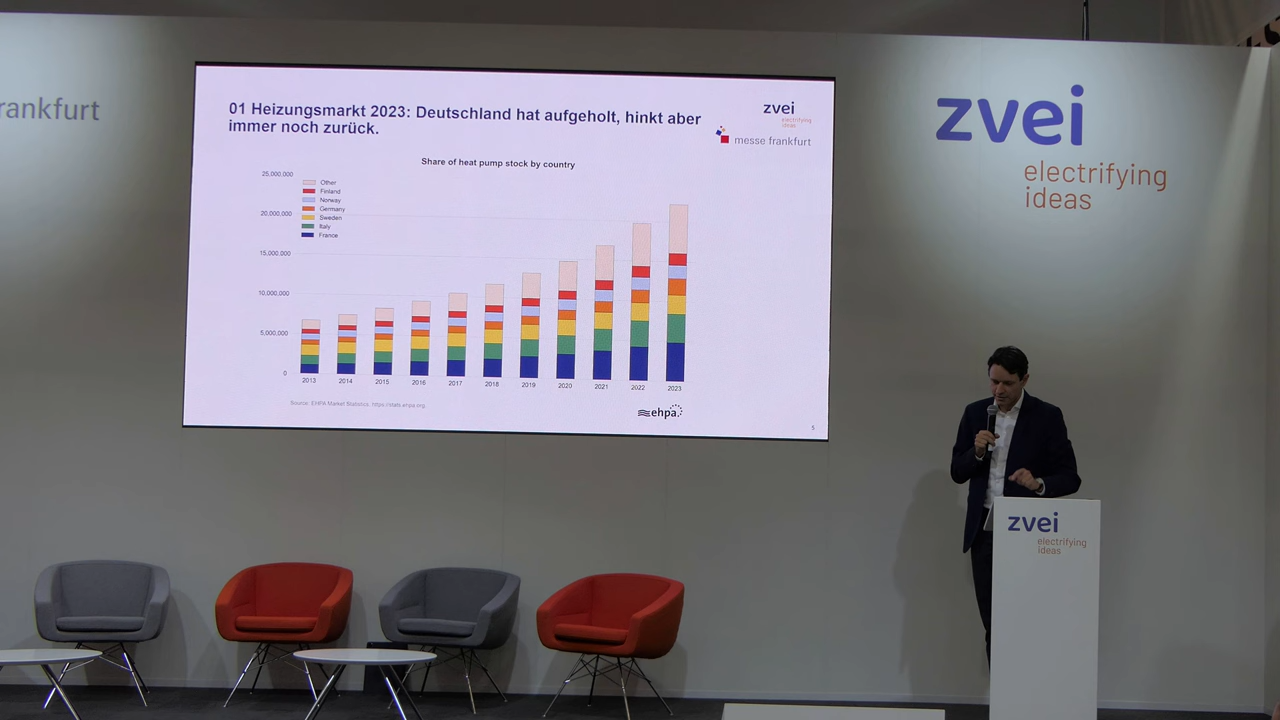 rankfurt
01 Heizungsmarkt 2023: Deutschland hat aufgeholt, hinkt aber
immer noch zurück.
zvei
electrifying
ideas
messe frankfurt
Share of heat pump stock by country
25,000,000
20,000,000
15,000,000
10,000,000
5,000,000
0
Other
Finland
Norway
Germany
Sweden
Italy
France
2013 2014 2015 2016 2017 2018 2019 2020 2021 2022 2023
Source: EHPA Market Statistics. https://stats.ehpa.org.
ehpa
5
zvei
electrifying
ideas
zvei
electrifying
ideas